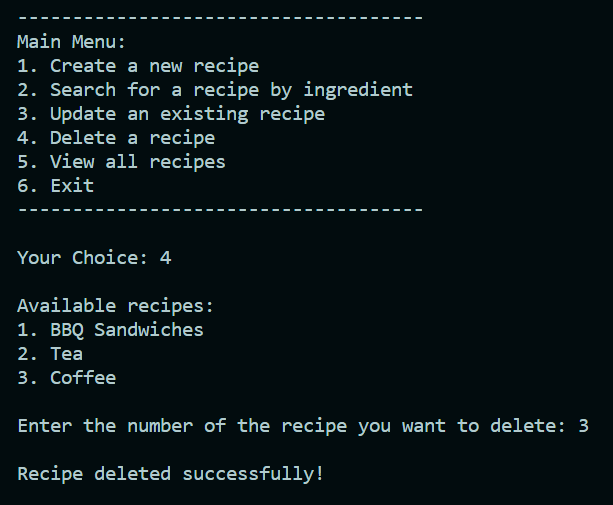 -------------------------------------
Main Menu:
1. Create a new recipe
2. Search for a recipe by ingredient
3. Update an existing recipe
4. Delete a recipe
5. View all recipes
6. Exit
-------------------------------------
Your Choice: 4
Available recipes:
1. BBQ Sandwiches
2. Tea
3. Coffee
Enter the number of the recipe you want to delete: 3
Recipe deleted successfully!